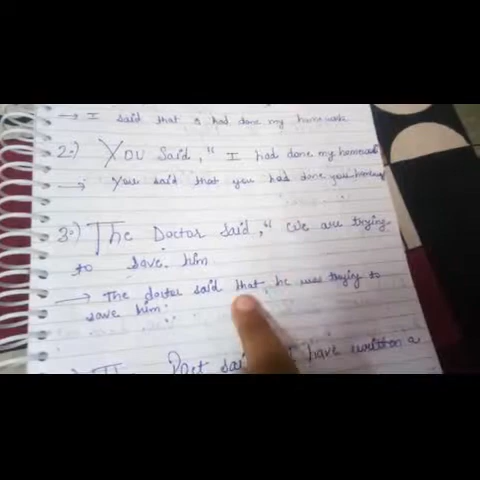 → I said that I had done my homework
2.) You Said, " I had done my homework
→ You said that you had done your
3.) The Doctor said, " We are trying
to save him
→ The doctor said that, he was trying to
save him.
Poet said have written a